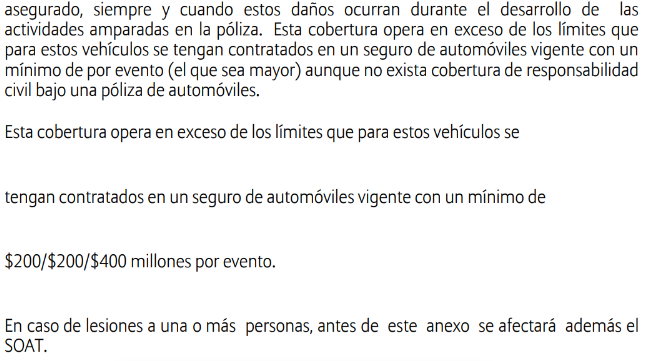 asegurado, siempre y cuando estos daños ocurran durante el desarrollo de las
actividades amparadas en la póliza. Esta cobertura opera en exceso de los límites que
para estos vehículos se tengan contratados en un seguro de automóviles vigente con un
mínimo de por evento (el que sea mayor) aunque no exista cobertura de responsabilidad
civil bajo una póliza de automóviles.
Esta cobertura opera en exceso de los límites que para estos vehículos se
tengan contratados en un seguro de automóviles vigente con un mínimo de
$200/$200/$400 millones por evento.
En caso de lesiones a una o más personas, antes de este anexo se afectará además el
SOAT.